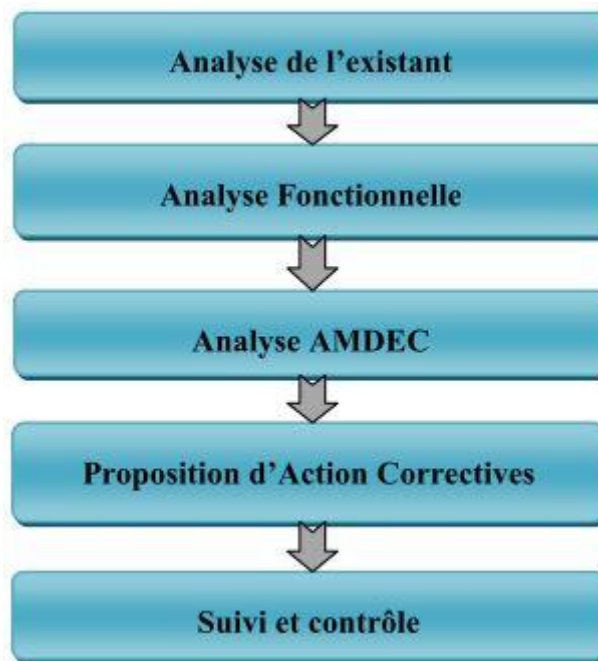 Analyse de l’existant
Analyse Fonctionnelle
Analyse AMDEC
Proposition d’Action Correctives
Suivi et contrôle